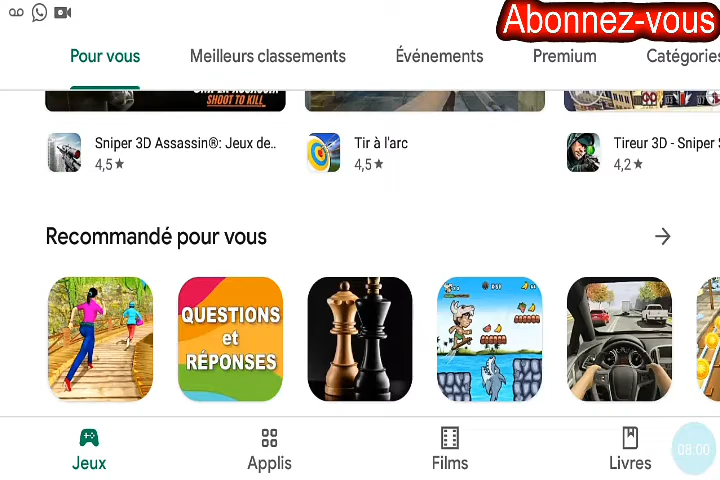 Abonnez-vous
Pour vous Meilleurs classements Événements Premium Catégories
SHOOT TO KILL
Sniper 3D Assassin®: Jeux de.. Tir à l'arc Tireur 3D - Sniper S
4,5★ 4,5★ 4,2★
Recommandé pour vous
QUESTIONS
et
RÉPONSES
Jeux Applis Films Livres
08:00